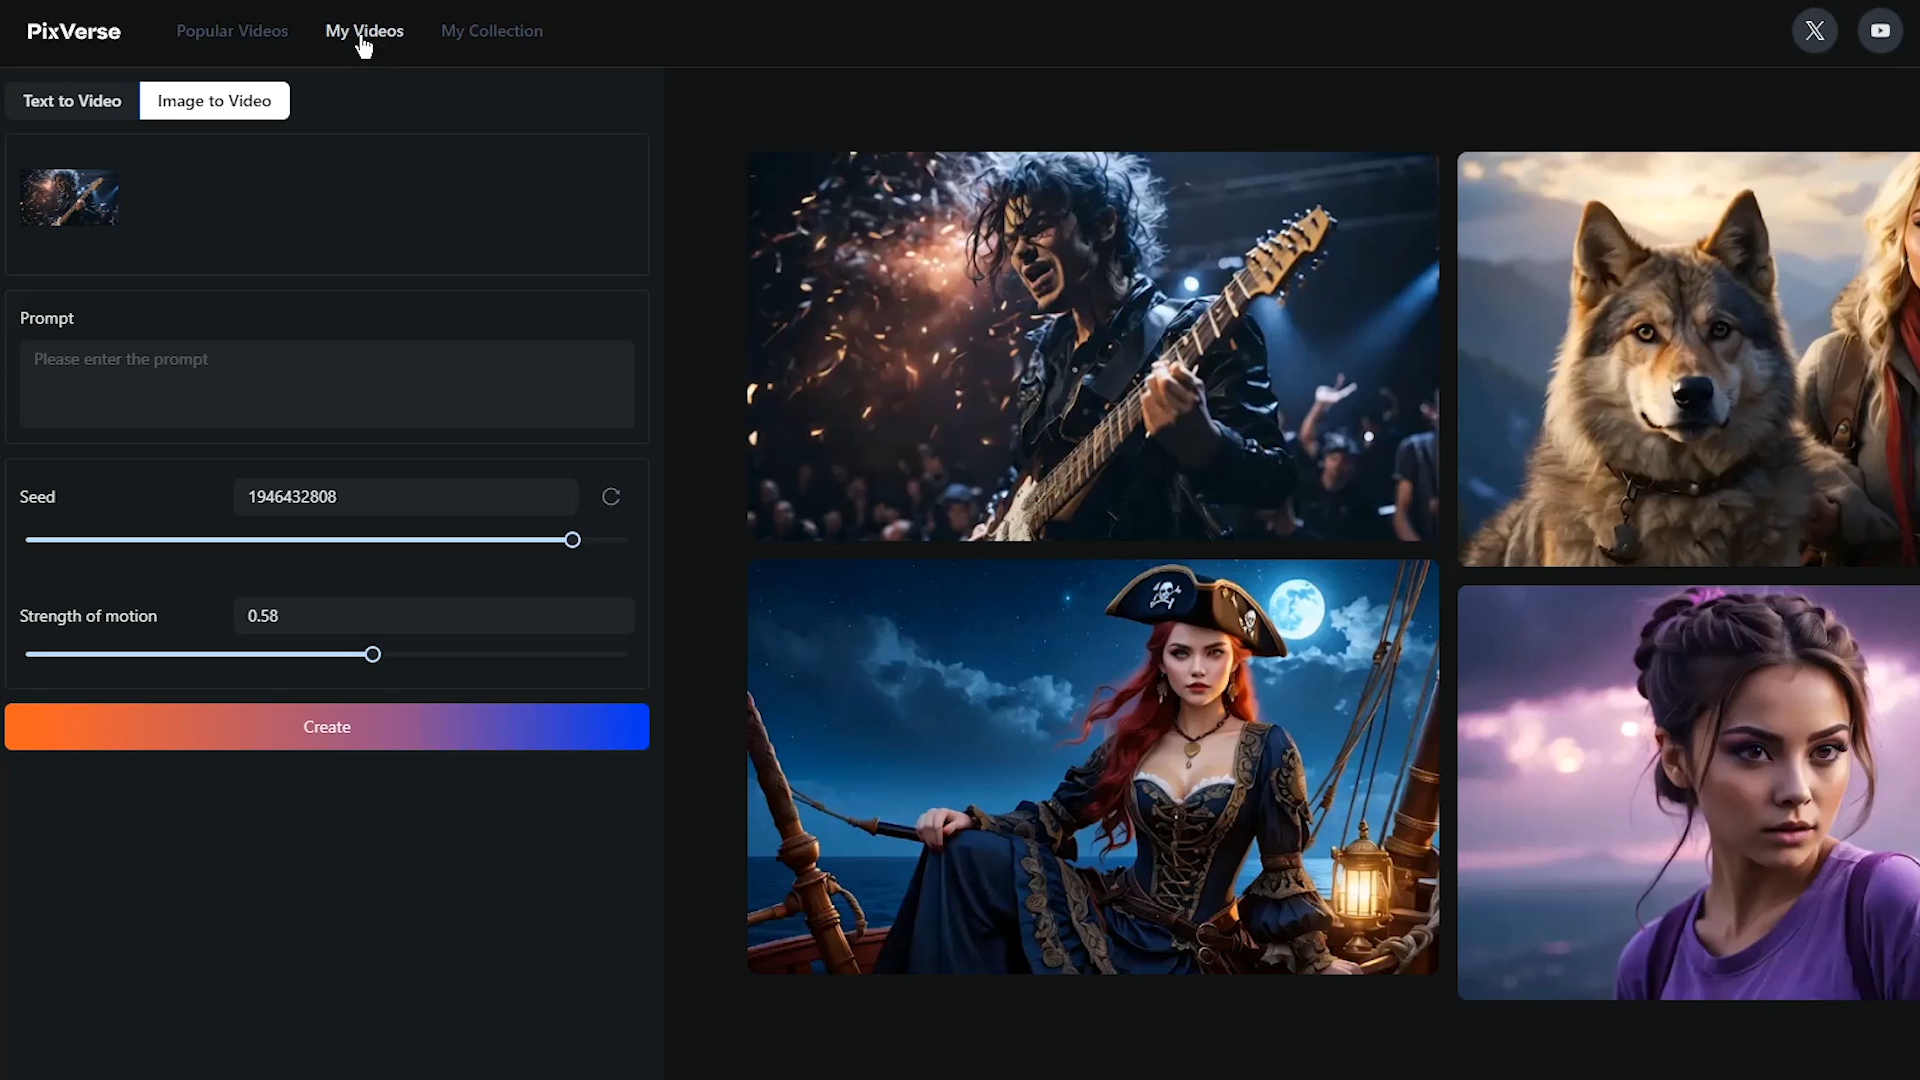 PixVerse
Popular Videos
My Videos
My Collection
Text to Video
Image to Video
Prompt
Please enter the prompt
Seed
1946432808
Strength of motion
0.58
Create